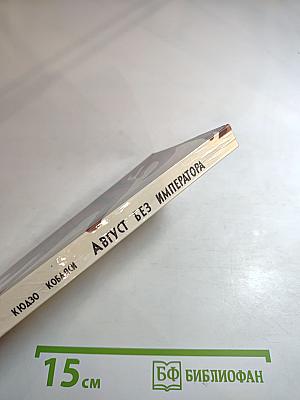 КЮДЗО КОБАЯСИ АВГУСТ БЕЗ ИМПЕРАТОРА
15 см
БФ БИБЛИОФАН